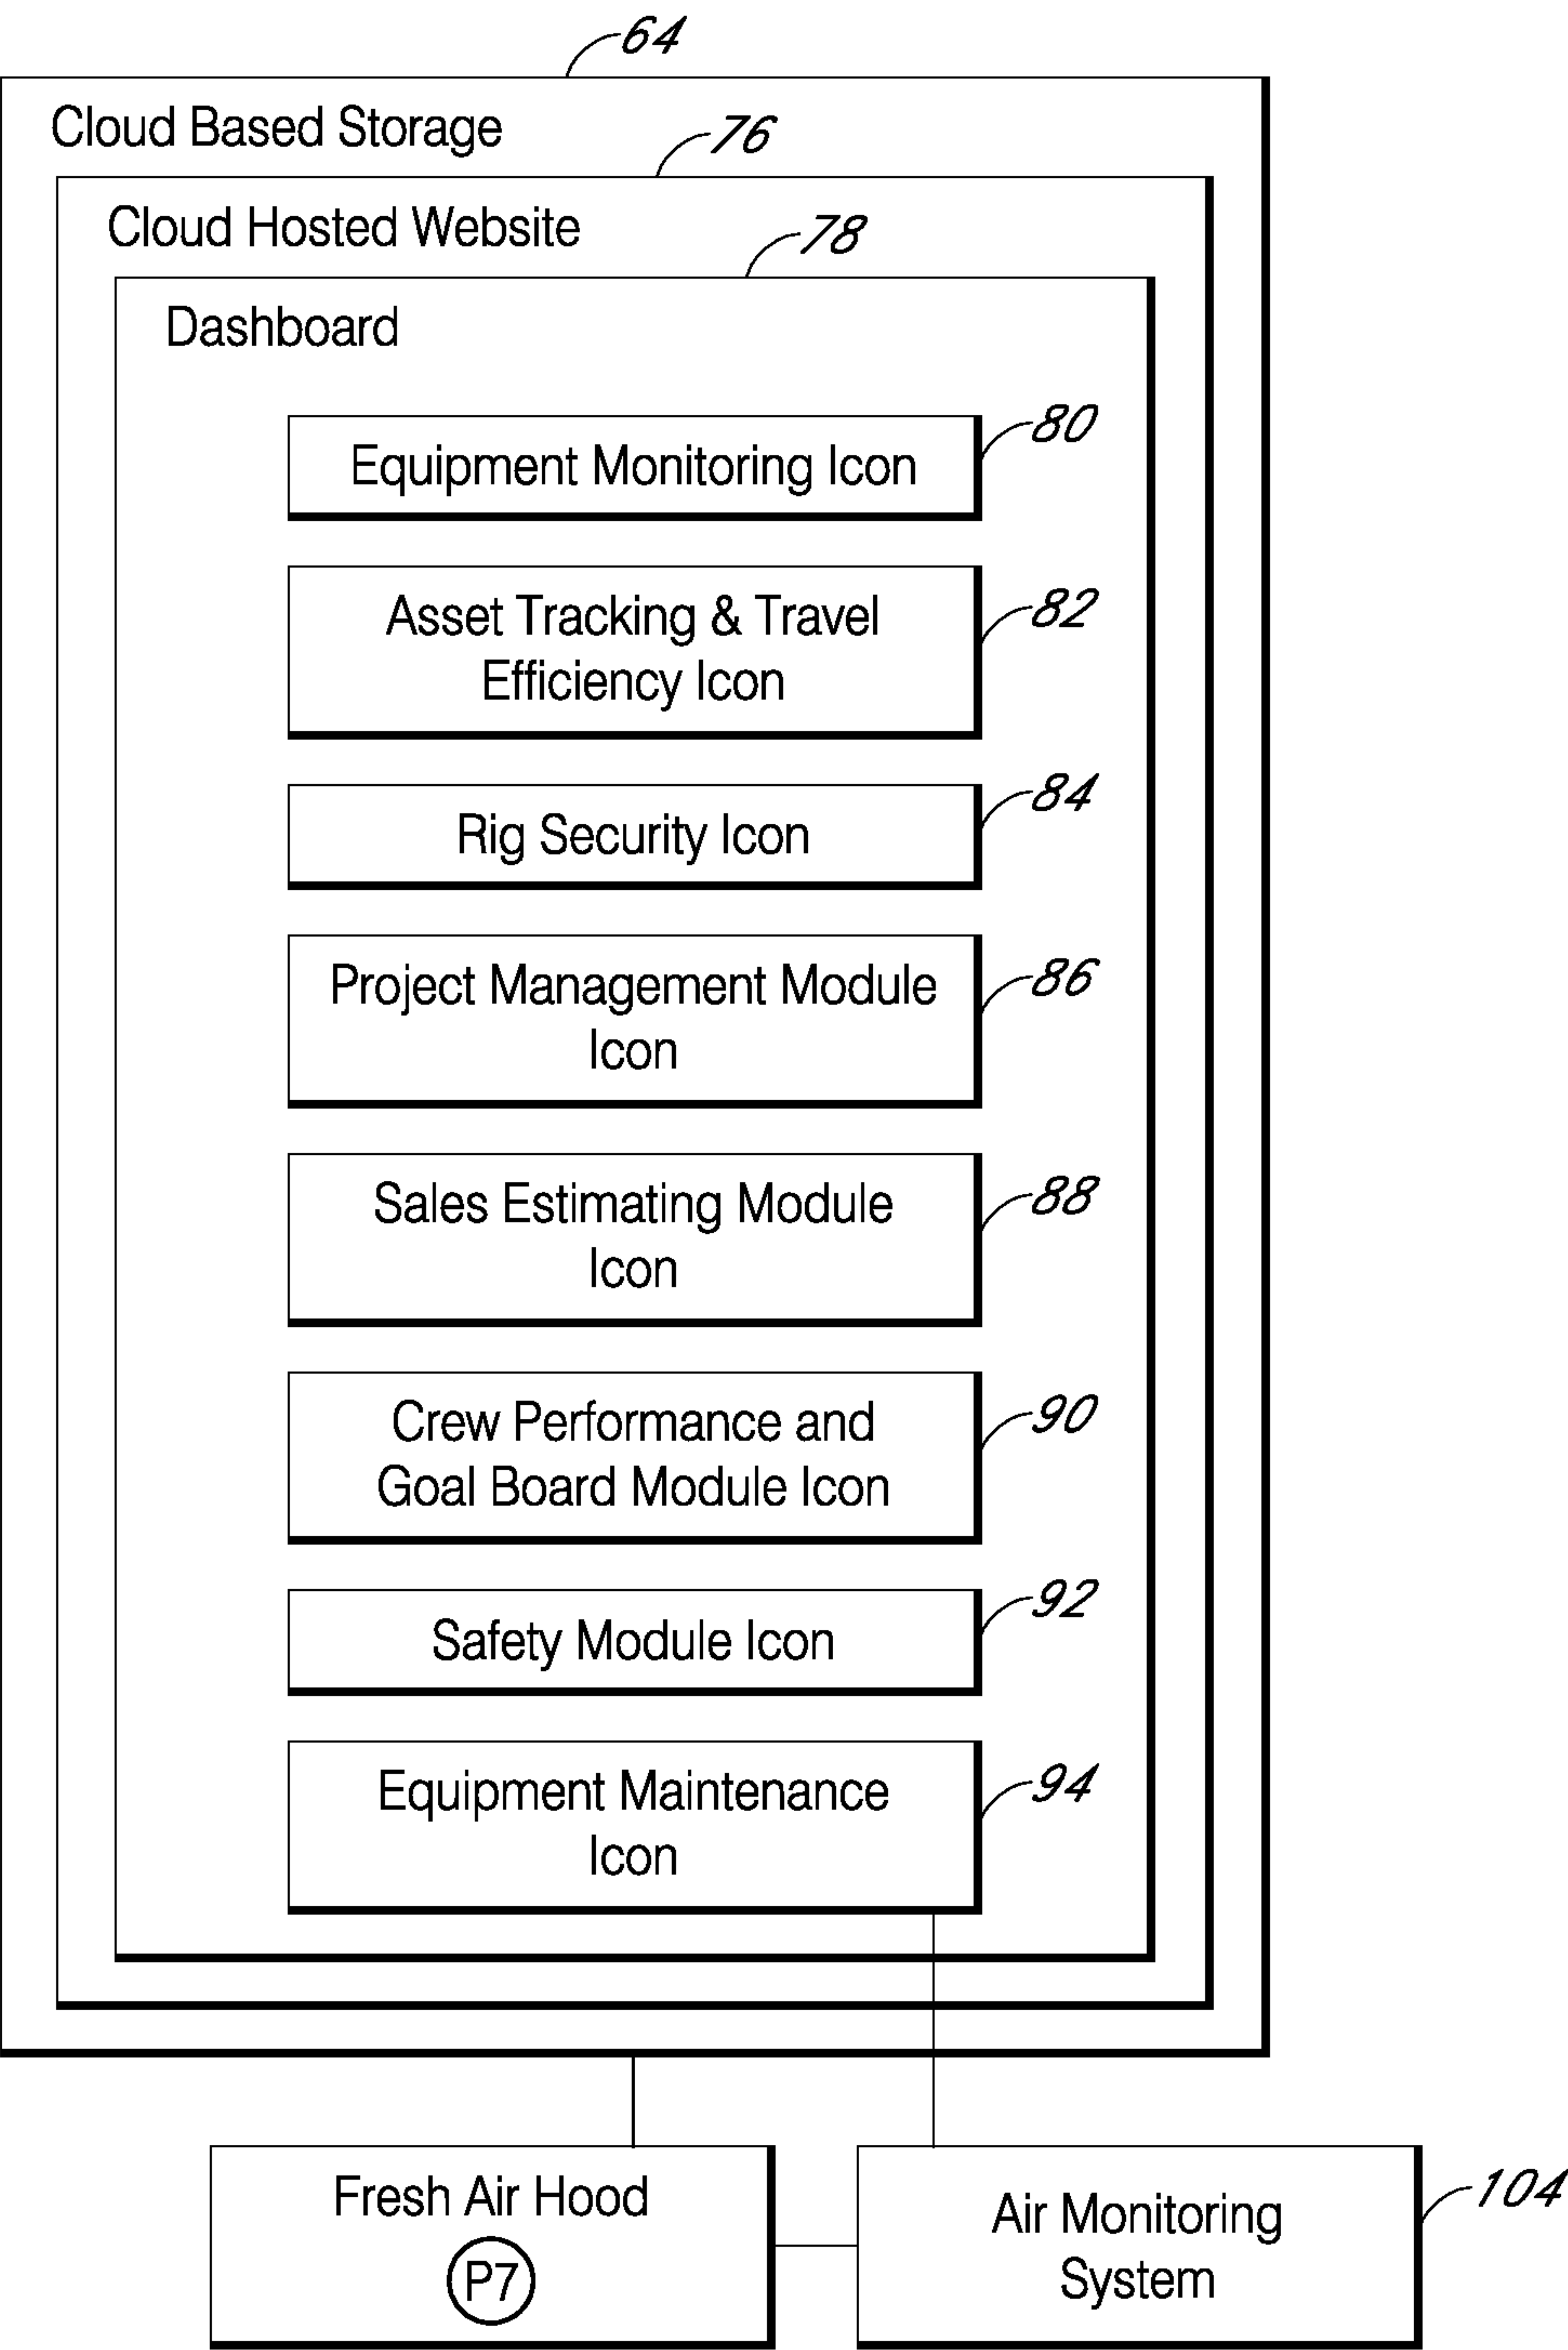 64
Cloud Based Storage
76
Cloud Hosted Website
78
Dashboard
80
Equipment Monitoring Icon
82
Asset Tracking & Travel
Efficiency Icon
84
Rig Security Icon
86
Project Management Module
Icon
88
Sales Estimating Module
Icon
90
Crew Performance and
Goal Board Module Icon
92
Safety Module Icon
94
Equipment Maintenance
Icon
Fresh Air Hood
P7
104
Air Monitoring
System